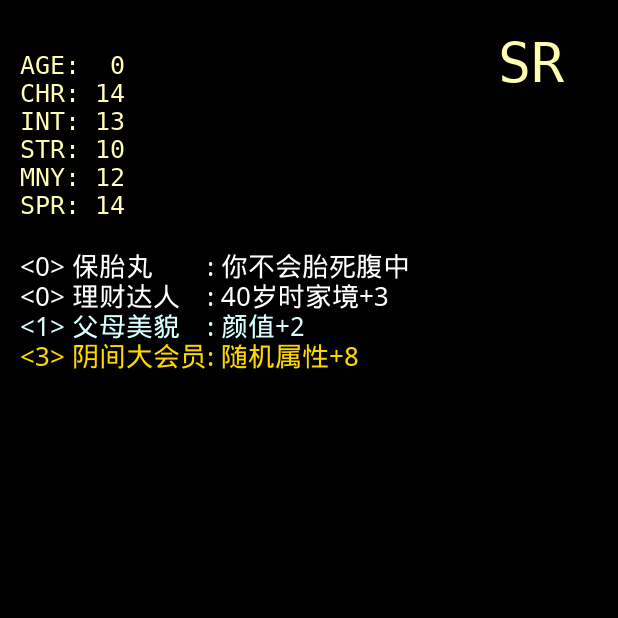 SR
AGE:  0
CHR: 14
INT: 13
STR: 10
MNY: 12
SPR: 14
<0> 保胎丸 : 你不会胎死腹中
<0> 理财达人 : 40岁时家境+3
<1> 父母美貌 : 颜值+2
<3> 阴间大会员: 随机属性+8